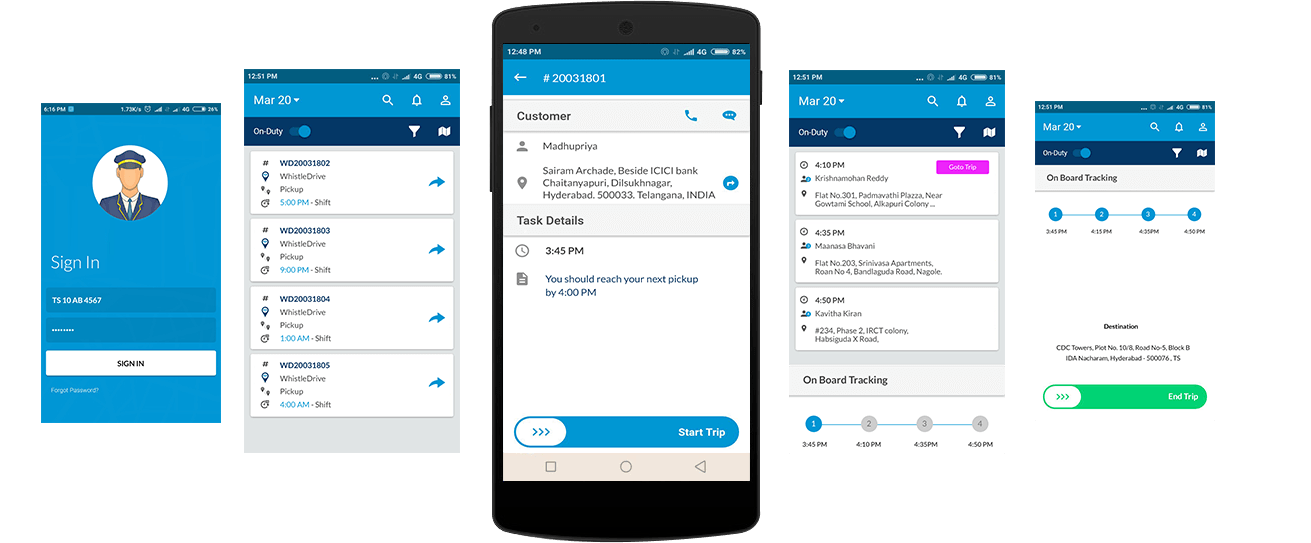 6:16 PM
1.73K/s
4G
26%
Sign In
TS 10 AB 4567
••••••••
SIGN IN
Forgot Password?
12:51 PM
... 4G 81%
Mar 20
On-Duty
# WD20031802
WhistleDrive
Pickup
5:00 PM - Shift
# WD20031803
WhistleDrive
Pickup
9:00 PM - Shift
# WD20031804
WhistleDrive
Pickup
1:00 AM - Shift
# WD20031805
WhistleDrive
Pickup
4:00 AM - Shift
12:48 PM
4G 82%
# 20031801
Customer
Madhupriya
Sairam Archade, Beside ICICI bank
Chaitanyapuri, Dilsukhnagar,
Hyderabad. 500033. Telangana, INDIA
Task Details
3:45 PM
You should reach your next pickup
by 4:00 PM
>>> Start Trip
12:51 PM
... 4G 81%
Mar 20
On-Duty
4:10 PM
Goto Trip
Krishnamohan Reddy
Flat No.301, Padmavathi Plazza, Near
Gowtami School, Alkapuri Colony ...
4:35 PM
Maanasa Bhavani
Flat No.203, Srinivasa Apartments,
Roan No 4, Bandlaguda Road, Nagole.
4:50 PM
Kavitha Kiran
#234, Phase 2, IRCT colony,
Habsiguda X Road,
On Board Tracking
1 2 3 4
3:45 PM 4:10 PM 4:35PM 4:50 PM
12:51 PM
... 4G 81%
Mar 20
On-Duty
On Board Tracking
1 2 3 4
3:45 PM 4:15 PM 4:35PM 4:50 PM
Destination
CDC Towers, Plot No. 10/8, Road No-5, Block B
IDA Nacharam, Hyderabad - 500076 , TS
>>> End Trip